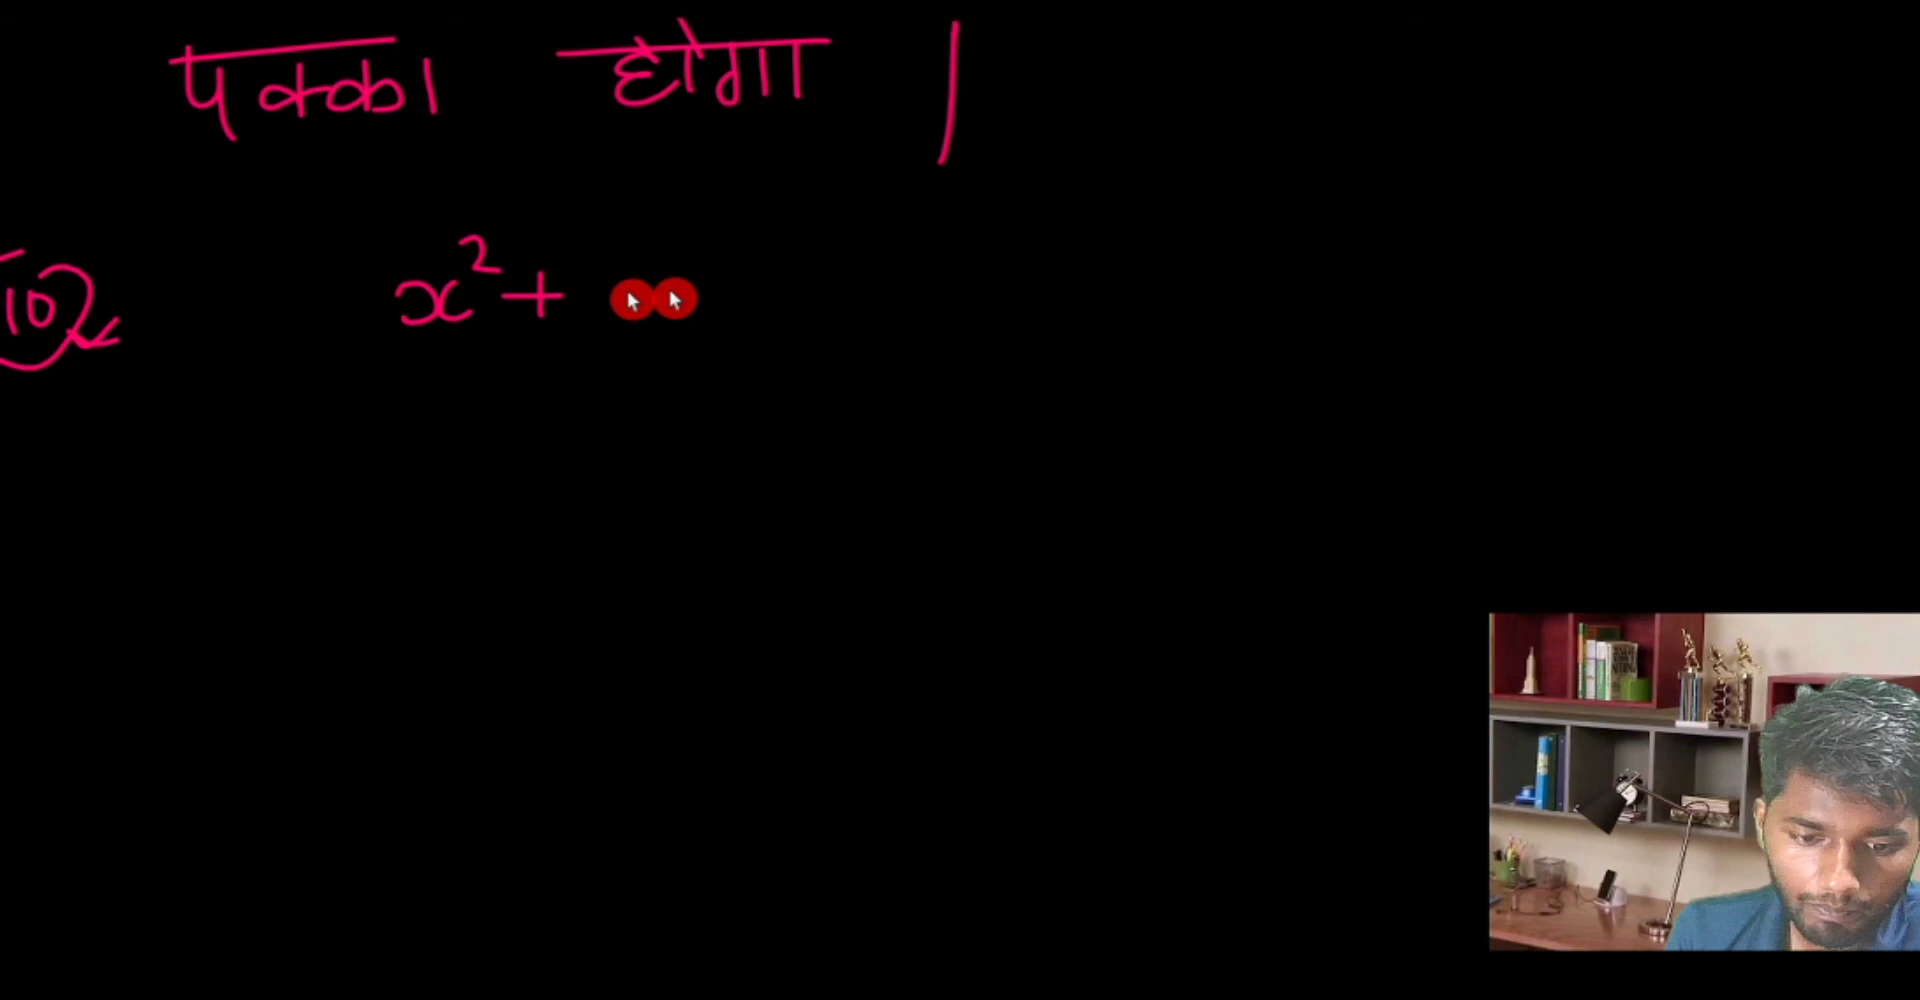 पक्का होगा |
10 x² +